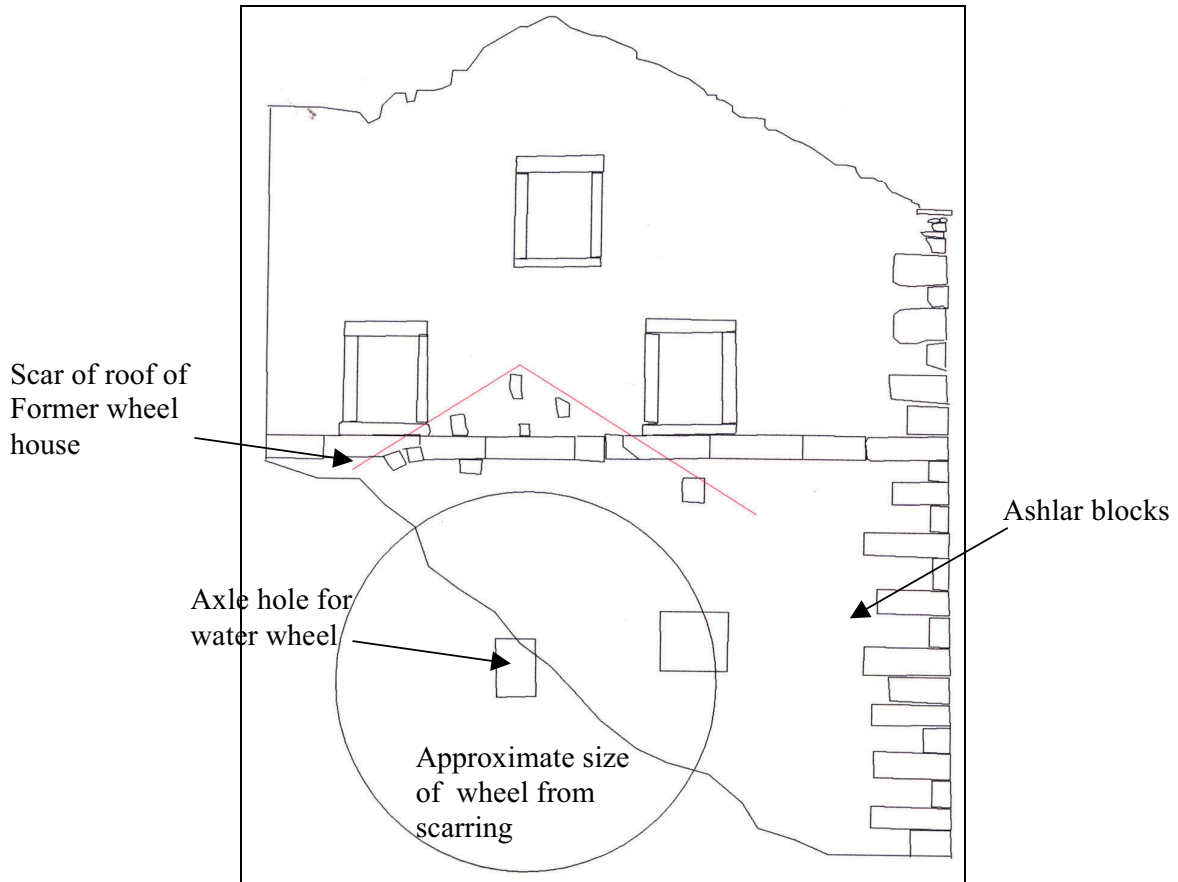 Scar of roof of
Former wheel
house
Ashlar blocks
Axle hole for
water wheel
Approximate size
of wheel from
scarring